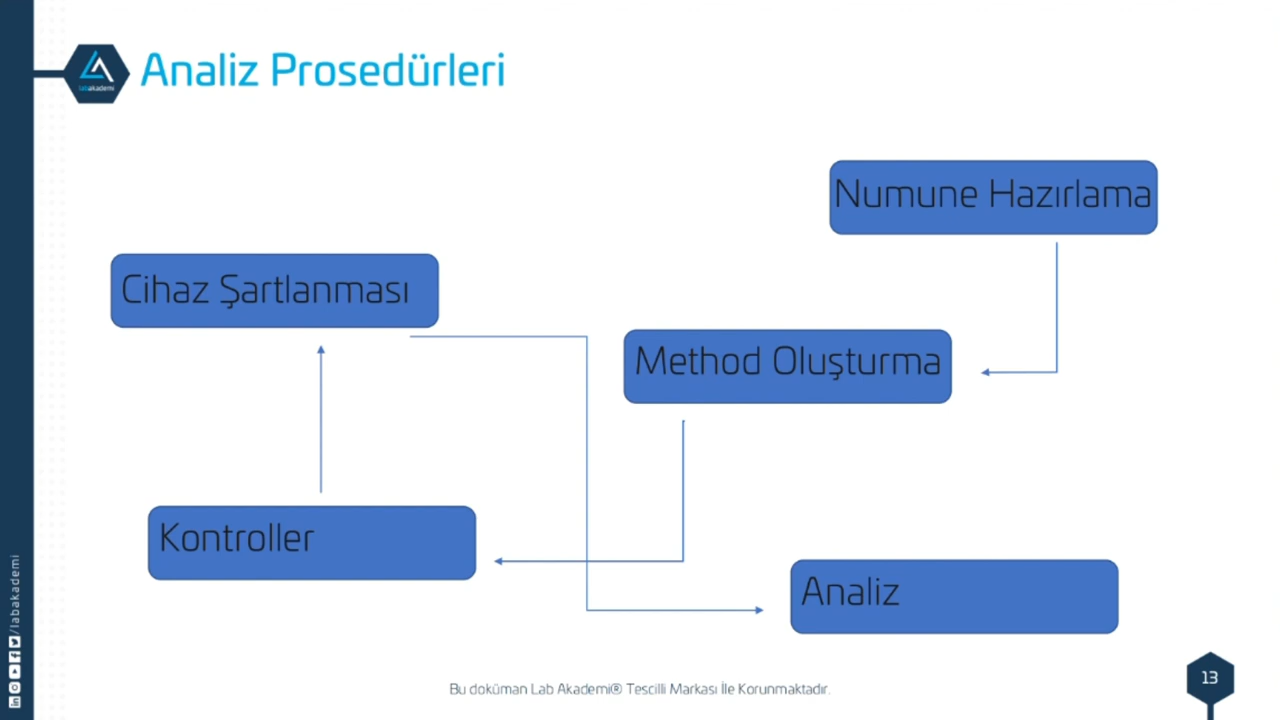 labakademi
Analiz Prosedürleri
Numune Hazırlama
Cihaz Şartlanması
Method Oluşturma
Kontroller
Analiz
/labakademi
Bu doküman Lab Akademi® Tescilli Markası İle Korunmaktadır.
13